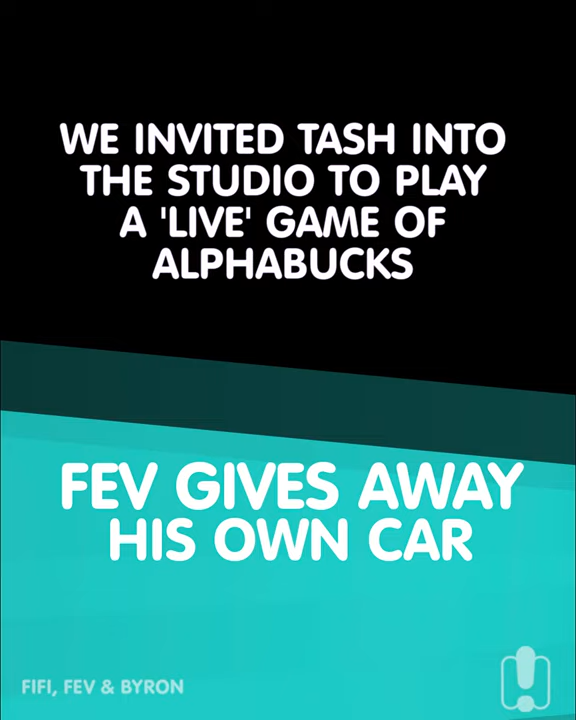 WE INVITED TASH INTO
THE STUDIO TO PLAY
A 'LIVE' GAME OF
ALPHABUCKS
FEV GIVES AWAY
HIS OWN CAR
FIFI, FEV & BYRON